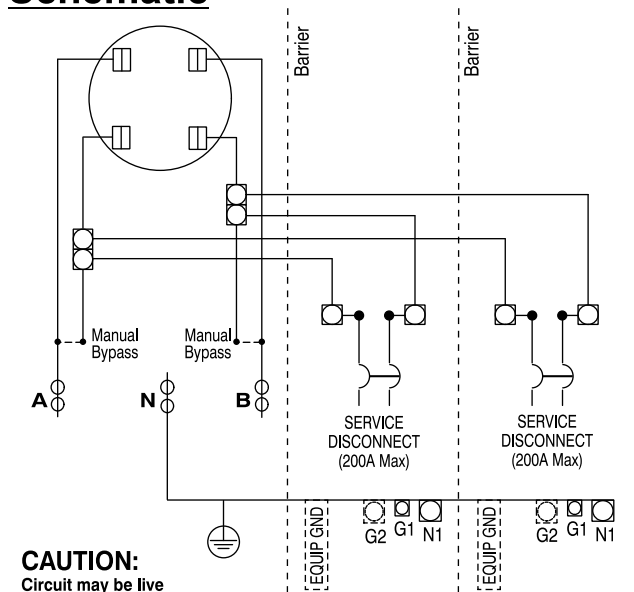 Schematic
Barrier
Barrier
Manual
Bypass
Manual
Bypass
A
N
B
SERVICE
DISCONNECT
(200A Max)
SERVICE
DISCONNECT
(200A Max)
EQUIP GND
G2
G1
N1
EQUIP GND
G2
G1
N1
CAUTION:
Circuit may be live